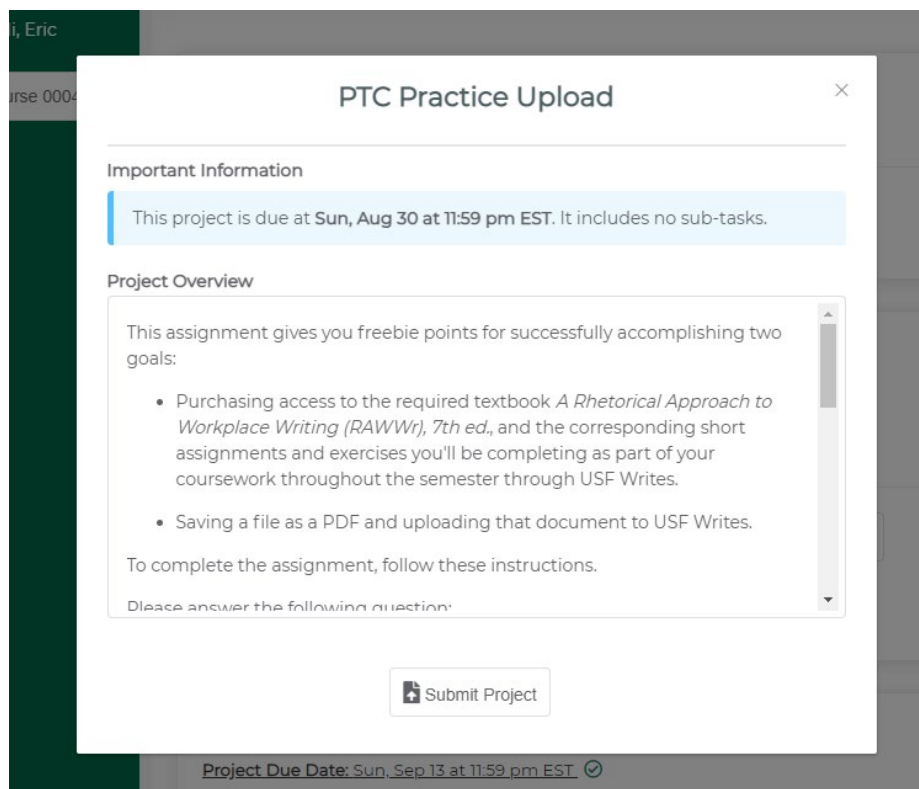 i, Eric
urse 0004
PTC Practice Upload
Important Information
This project is due at Sun, Aug 30 at 11:59 pm EST. It includes no sub-tasks.
Project Overview
This assignment gives you freebie points for successfully accomplishing two
goals:
• Purchasing access to the required textbook A Rhetorical Approach to
Workplace Writing (RAWWr), 7th ed., and the corresponding short
assignments and exercises you'll be completing as part of your
coursework throughout the semester through USF Writes.
• Saving a file as a PDF and uploading that document to USF Writes.
To complete the assignment, follow these instructions.
Please answer the following question:
Submit Project
Project Due Date: Sun, Sep 13 at 11:59 pm EST